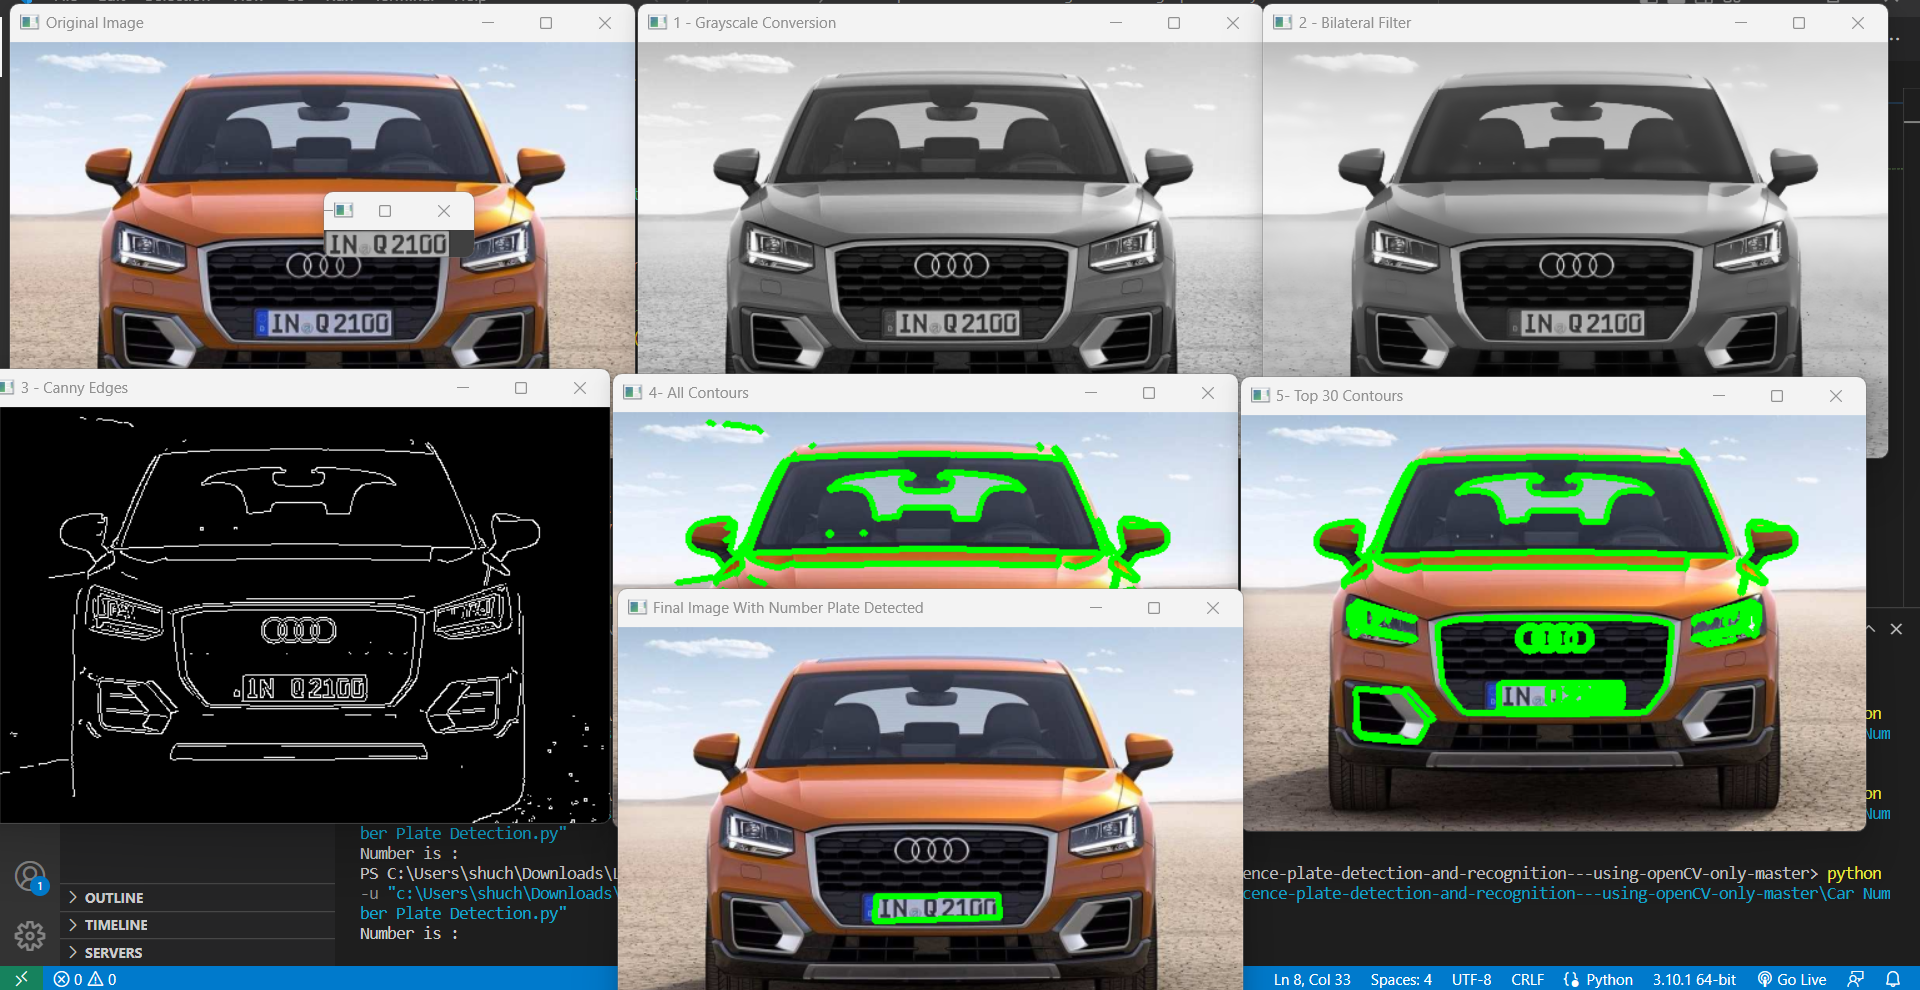 Original Image
1 - Grayscale Conversion
2 - Bilateral Filter
IN Q 2100
IN Q 2100
IN Q 2100
IN Q 2100
3 - Canny Edges
4- All Contours
5- Top 30 Contours
IN Q 2100
IN
Final Image With Number Plate Detected
IN Q 2100
on
Num
on
Num
ber Plate Detection.py"
Number is :
PS C:\Users\shuch\Downloads\
ence-plate-detection-and-recognition---using-openCV-only-master> python
-u "c:\Users\shuch\Downloads\
cence-plate-detection-and-recognition---using-openCV-only-master\Car Num
ber Plate Detection.py"
Number is :
1
OUTLINE
TIMELINE
SERVERS
0 0
Ln 8, Col 33 Spaces: 4 UTF-8 CRLF Python 3.10.1 64-bit Go Live